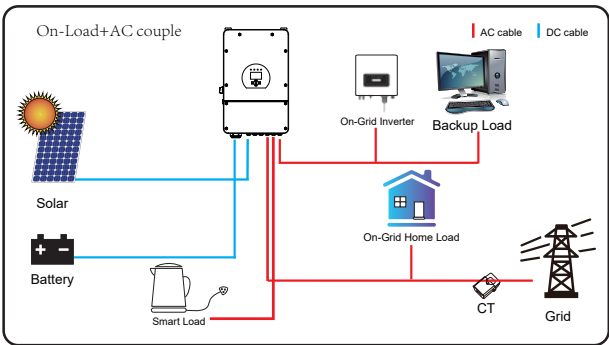 On-Load+AC couple
AC cable
DC cable
On-Grid Inverter
Backup Load
Solar
On-Grid Home Load
Battery
Smart Load
CT
Grid